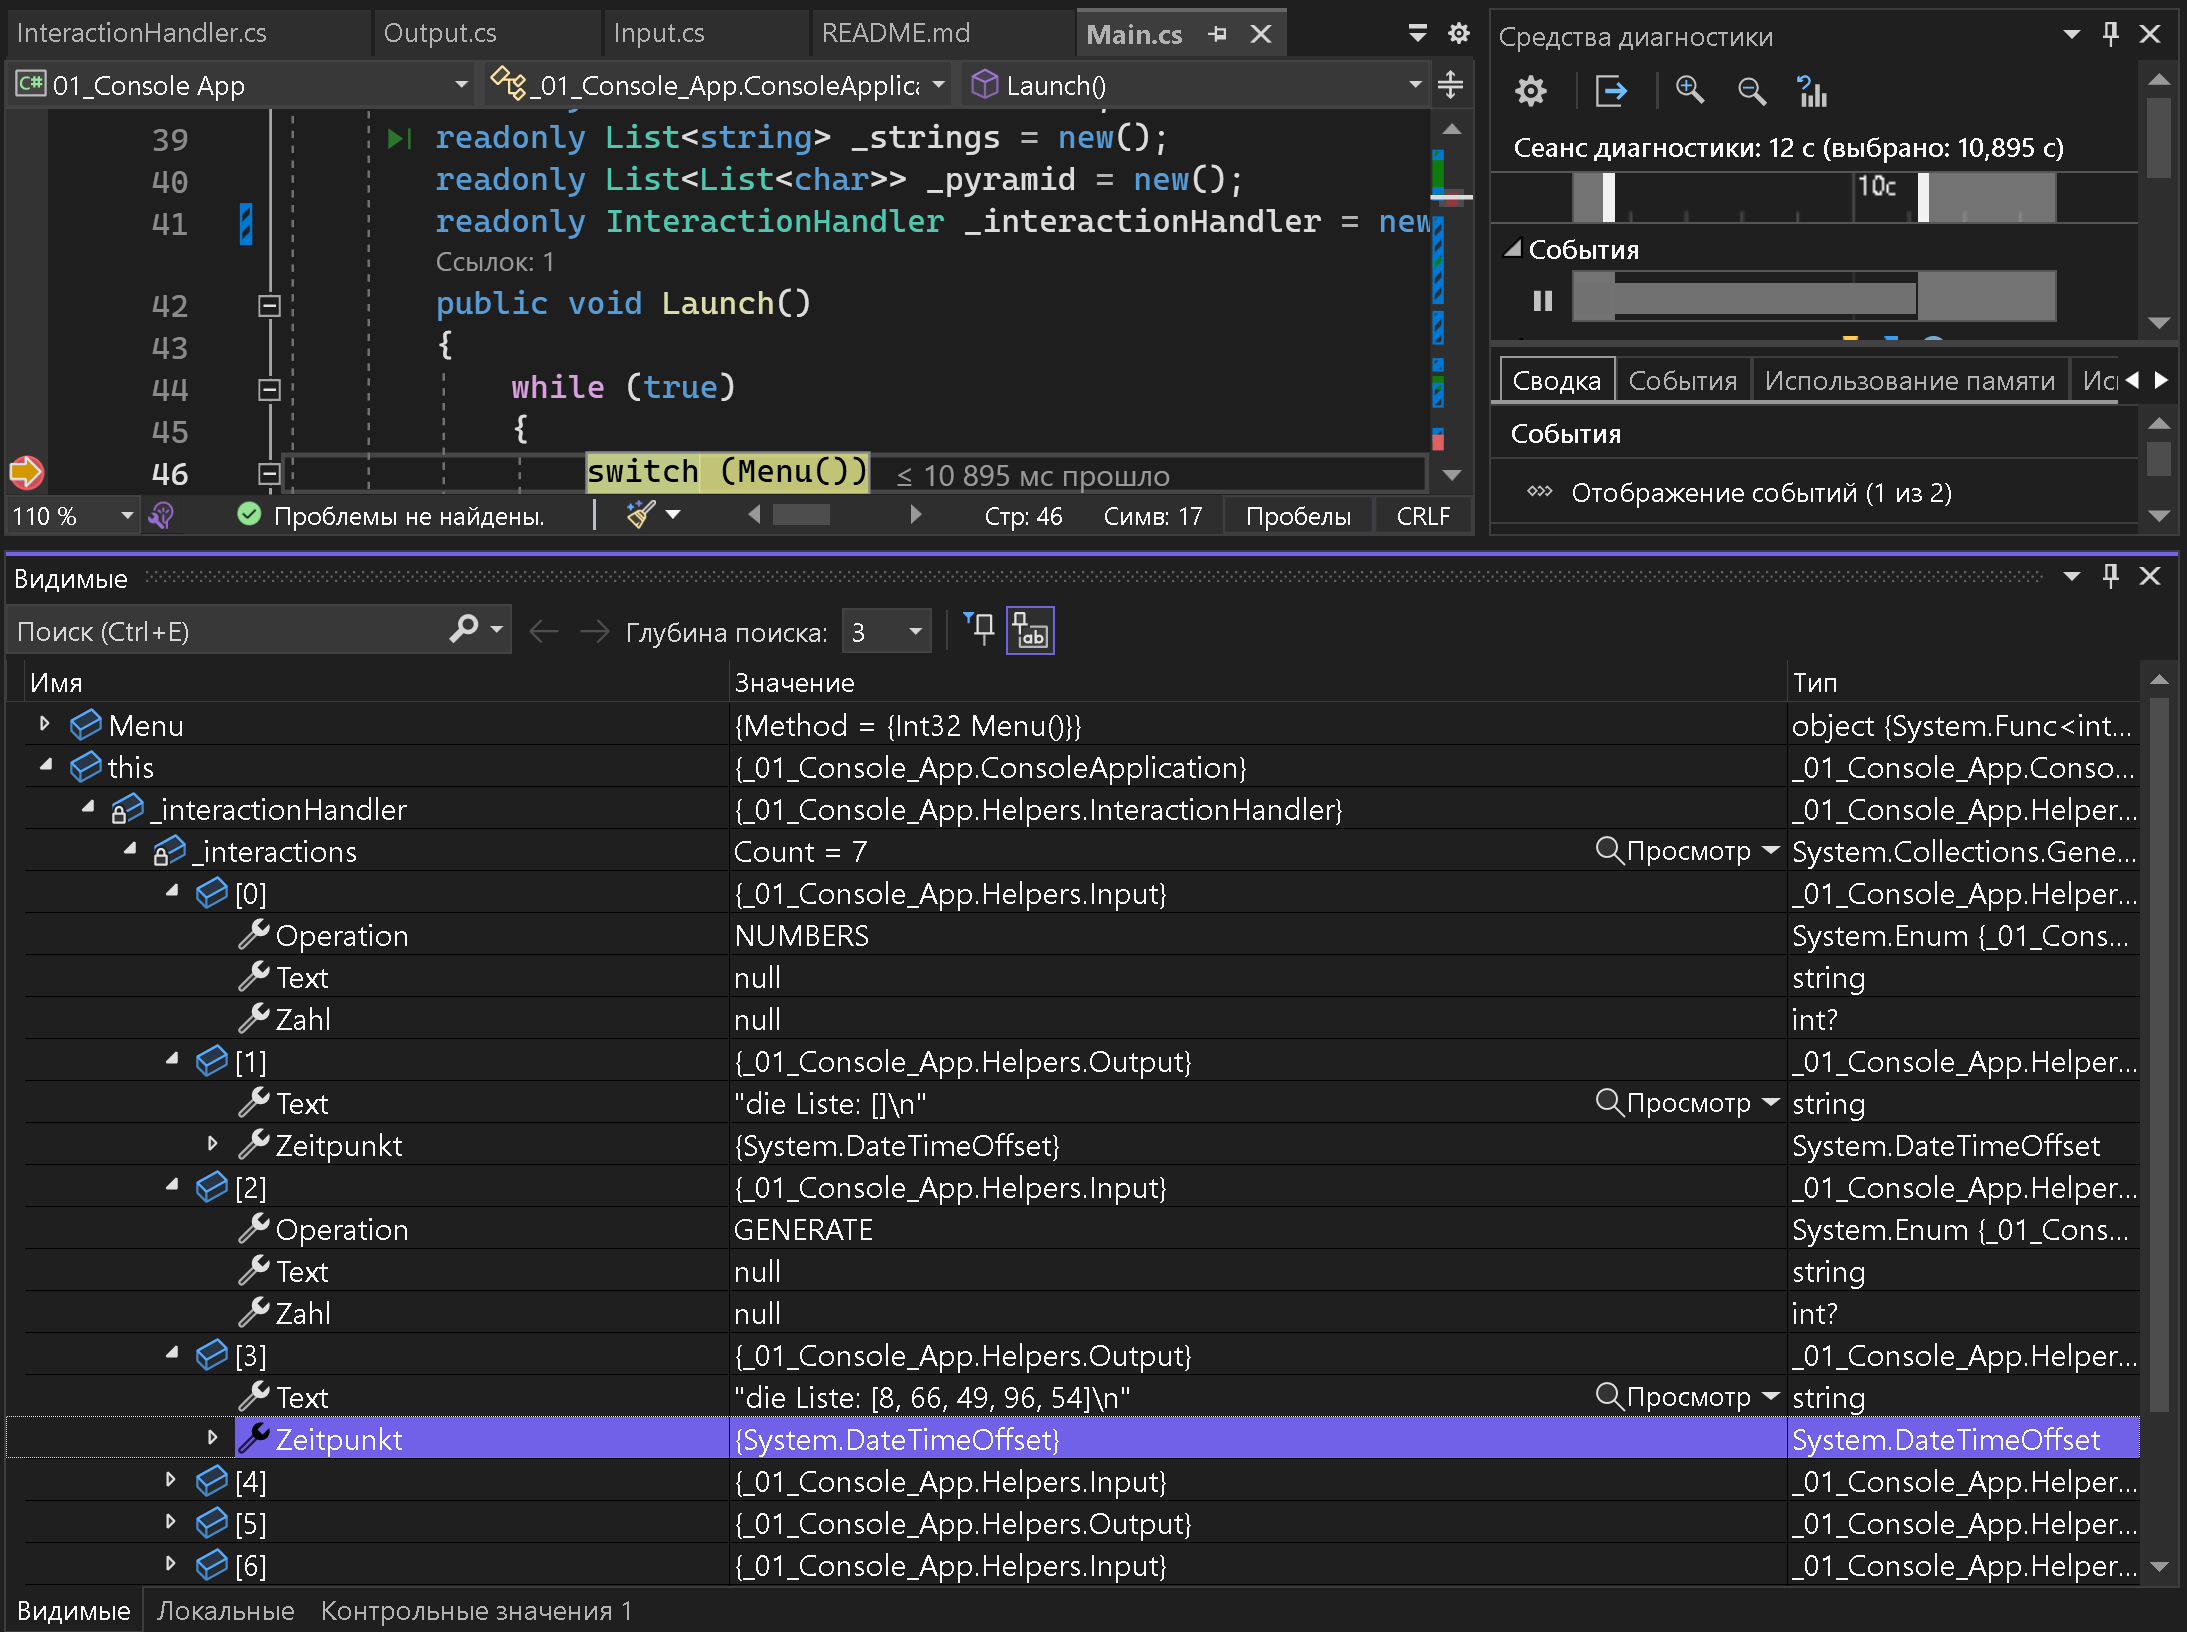 InteractionHandler.cs Output.cs Input.cs README.md Main.cs
C# 01_Console App _01_Console_App.ConsoleApplic Launch()
39 readonly List<string> _strings = new();
40 readonly List<List<char>> _pyramid = new();
41 readonly InteractionHandler _interactionHandler = new
Ссылок: 1
42 public void Launch()
43 {
44 while (true)
45 {
46 switch (Menu()) ≤ 10 895 мс прошло
110 % Проблемы не найдены. Стр: 46 Симв: 17 Пробелы CRLF
Средства диагностики
Сеанс диагностики: 12 с (выбрано: 10,895 с)
10с
События
Сводка События Использование памяти Ис
События
Отображение событий (1 из 2)
Видимые
Поиск (Ctrl+E) Глубина поиска: 3 ab
Имя Значение Тип
Menu {Method = {Int32 Menu()}} object {System.Func<int...
this {_01_Console_App.ConsoleApplication} _01_Console_App.Conso...
_interactionHandler {_01_Console_App.Helpers.InteractionHandler} _01_Console_App.Helper...
_interactions Count = 7 Просмотр System.Collections.Gene...
[0] {_01_Console_App.Helpers.Input} _01_Console_App.Helper...
Operation NUMBERS System.Enum {_01_Cons...
Text null string
Zahl null int?
[1] {_01_Console_App.Helpers.Output} _01_Console_App.Helper...
Text "die Liste: []\n" Просмотр string
Zeitpunkt {System.DateTimeOffset} System.DateTimeOffset
[2] {_01_Console_App.Helpers.Input} _01_Console_App.Helper...
Operation GENERATE System.Enum {_01_Cons...
Text null string
Zahl null int?
[3] {_01_Console_App.Helpers.Output} _01_Console_App.Helper...
Text "die Liste: [8, 66, 49, 96, 54]\n" Просмотр string
Zeitpunkt {System.DateTimeOffset} System.DateTimeOffset
[4] {_01_Console_App.Helpers.Input} _01_Console_App.Helper...
[5] {_01_Console_App.Helpers.Output} _01_Console_App.Helper...
[6] {_01_Console_App.Helpers.Input} _01_Console_App.Helper...
Видимые Локальные Контрольные значения 1